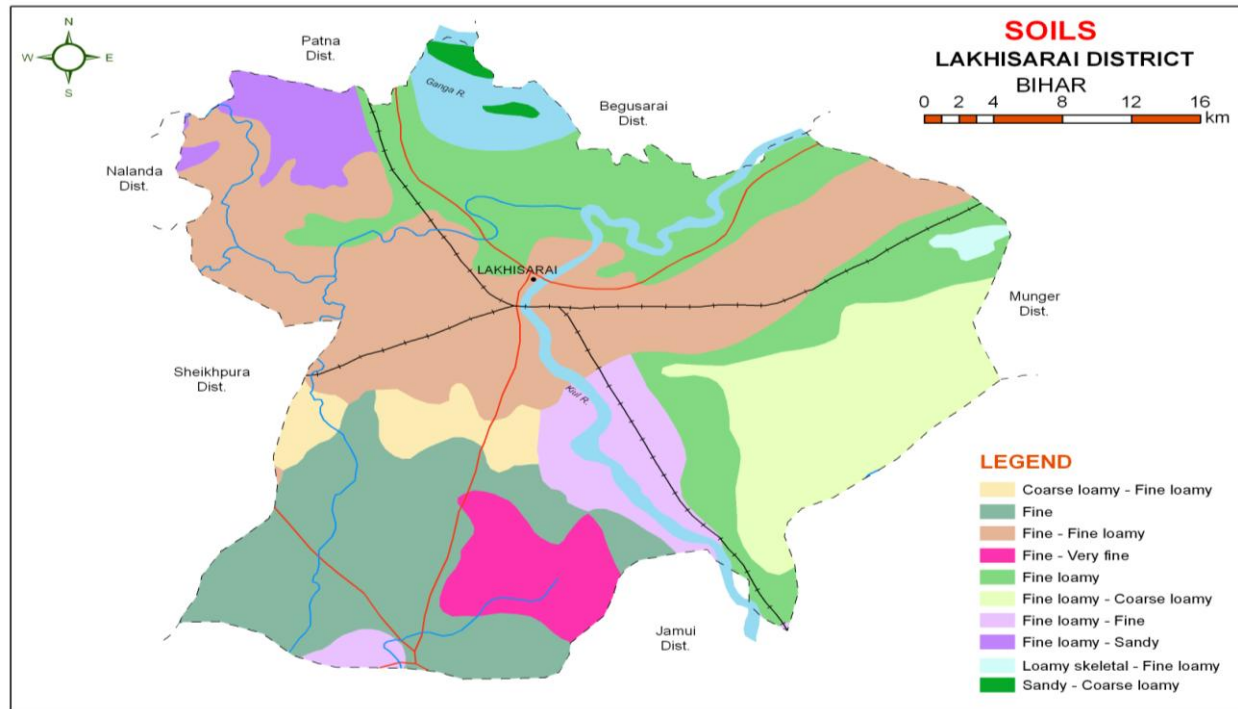 SOILS
LAKHISARAI DISTRICT
BIHAR
0 2 4 8 12 16
km
N
W E
S
Patna
Dist.
Ganga R.
Begusarai
Dist.
Nalanda
Dist.
LAKHISARAI
Munger
Dist.
Sheikhpura
Dist.
Kiul R.
Jamui
Dist.
LEGEND
Coarse loamy - Fine loamy
Fine
Fine - Fine loamy
Fine - Very fine
Fine loamy
Fine loamy - Coarse loamy
Fine loamy - Fine
Fine loamy - Sandy
Loamy skeletal - Fine loamy
Sandy - Coarse loamy